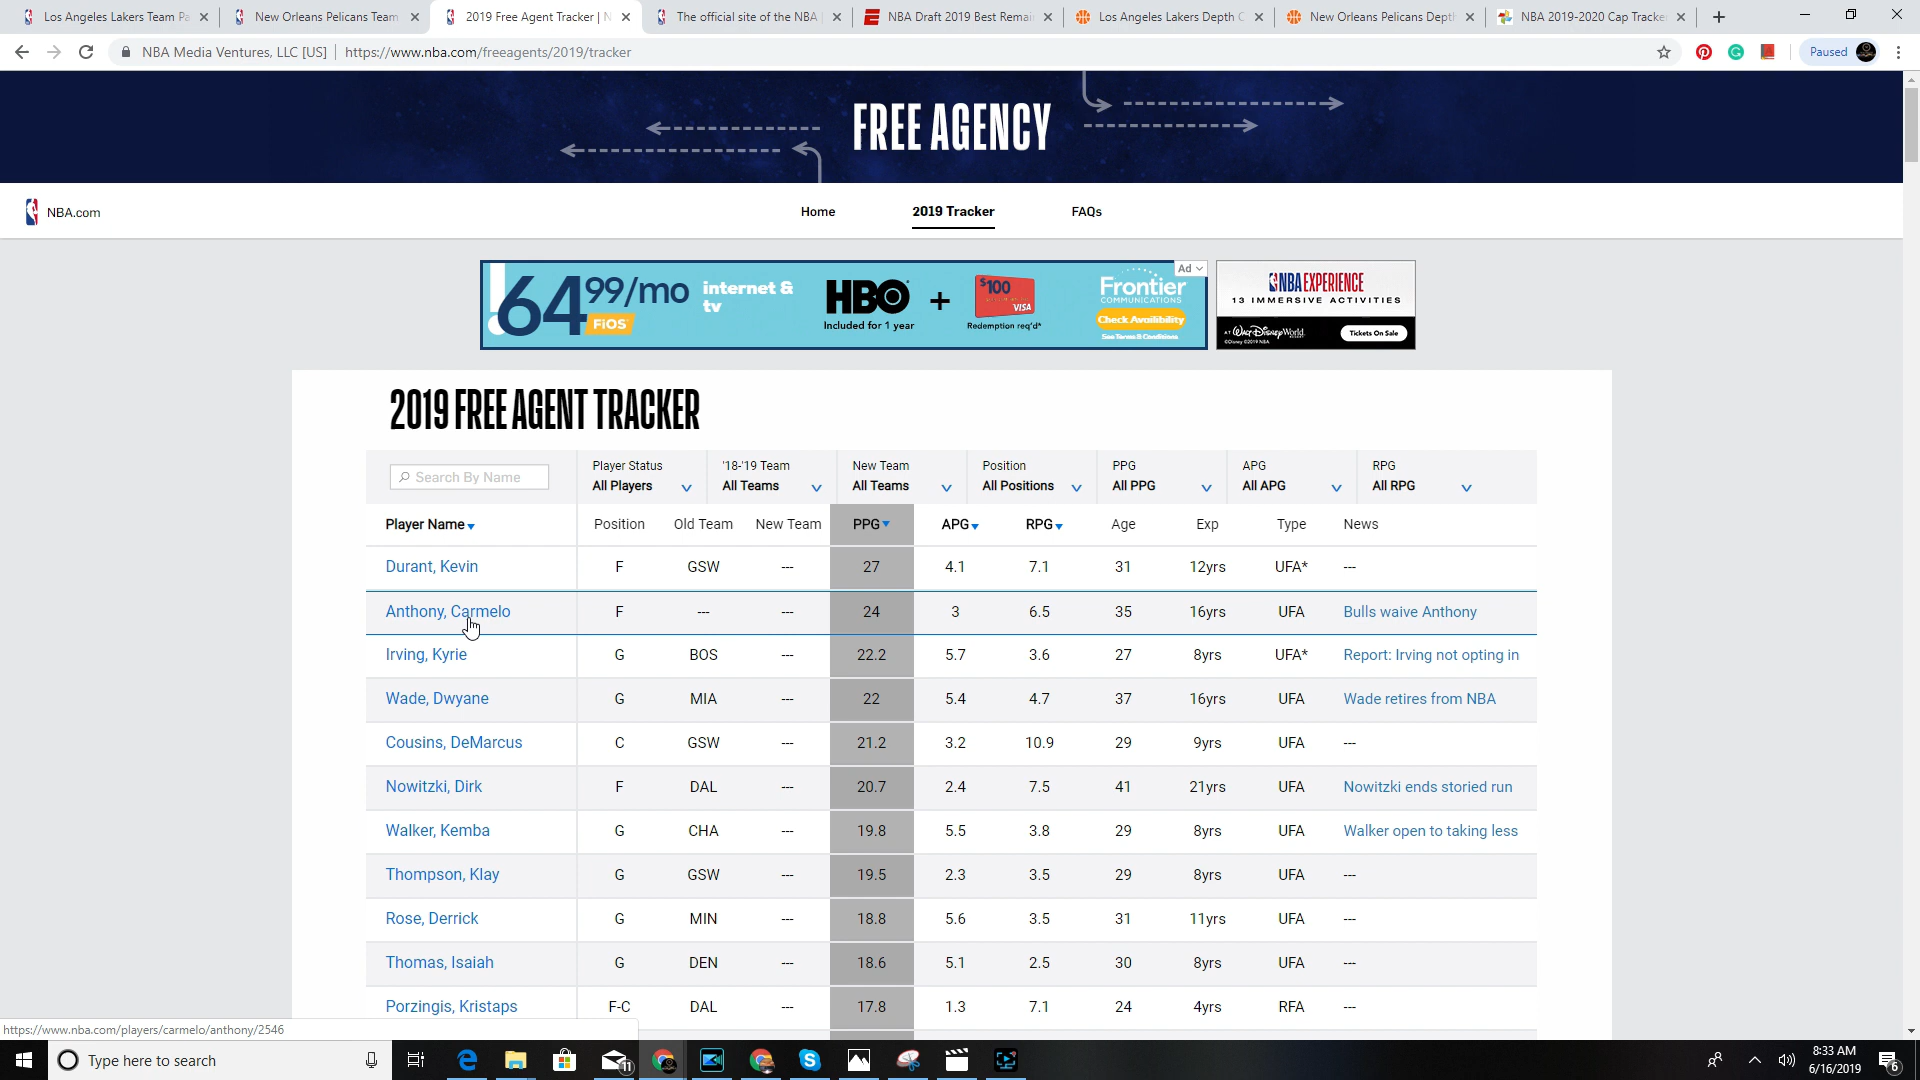 Los Angeles Lakers Team Pa
New Orleans Pelicans Team
2019 Free Agent Tracker | N
The official site of the NBA |
NBA Draft 2019 Best Remai
Los Angeles Lakers Depth C
New Orleans Pelicans Depth
NBA 2019-2020 Cap Tracke
NBA Media Ventures, LLC [US] | https://www.nba.com/freeagents/2019/tracker
Paused
FREE AGENCY
NBA.com
Home
2019 Tracker
FAQs
64 99/mo
internet & tv
FiOS
HBO
Included for 1 year
+
$100
VISA
Redemption req'd*
Frontier
COMMUNICATIONS
Check Availibility
See Terms & Conditions
Ad
NBA EXPERIENCE
13 IMMERSIVE ACTIVITIES
AT Walt Disney World
©Disney ©2019 NBA
Tickets On Sale
2019 FREE AGENT TRACKER
Search By Name
Player Status
All Players
'18-'19 Team
All Teams
New Team
All Teams
Position
All Positions
PPG
All PPG
APG
All APG
RPG
All RPG
Player Name Position Old Team New Team PPG APG RPG Age Exp Type News
Durant, Kevin F GSW --- 27 4.1 7.1 31 12yrs UFA* ---
Anthony, Carmelo F --- --- 24 3 6.5 35 16yrs UFA Bulls waive Anthony
Irving, Kyrie G BOS --- 22.2 5.7 3.6 27 8yrs UFA* Report: Irving not opting in
Wade, Dwyane G MIA --- 22 5.4 4.7 37 16yrs UFA Wade retires from NBA
Cousins, DeMarcus C GSW --- 21.2 3.2 10.9 29 9yrs UFA ---
Nowitzki, Dirk F DAL --- 20.7 2.4 7.5 41 21yrs UFA Nowitzki ends storied run
Walker, Kemba G CHA --- 19.8 5.5 3.8 29 8yrs UFA Walker open to taking less
Thompson, Klay G GSW --- 19.5 2.3 3.5 29 8yrs UFA ---
Rose, Derrick G MIN --- 18.8 5.6 3.5 31 11yrs UFA ---
Thomas, Isaiah G DEN --- 18.6 5.1 2.5 30 8yrs UFA ---
Porzingis, Kristaps F-C DAL --- 17.8 1.3 7.1 24 4yrs RFA ---
https://www.nba.com/players/carmelo/anthony/2546
Type here to search
11
8:33 AM
6/16/2019
6